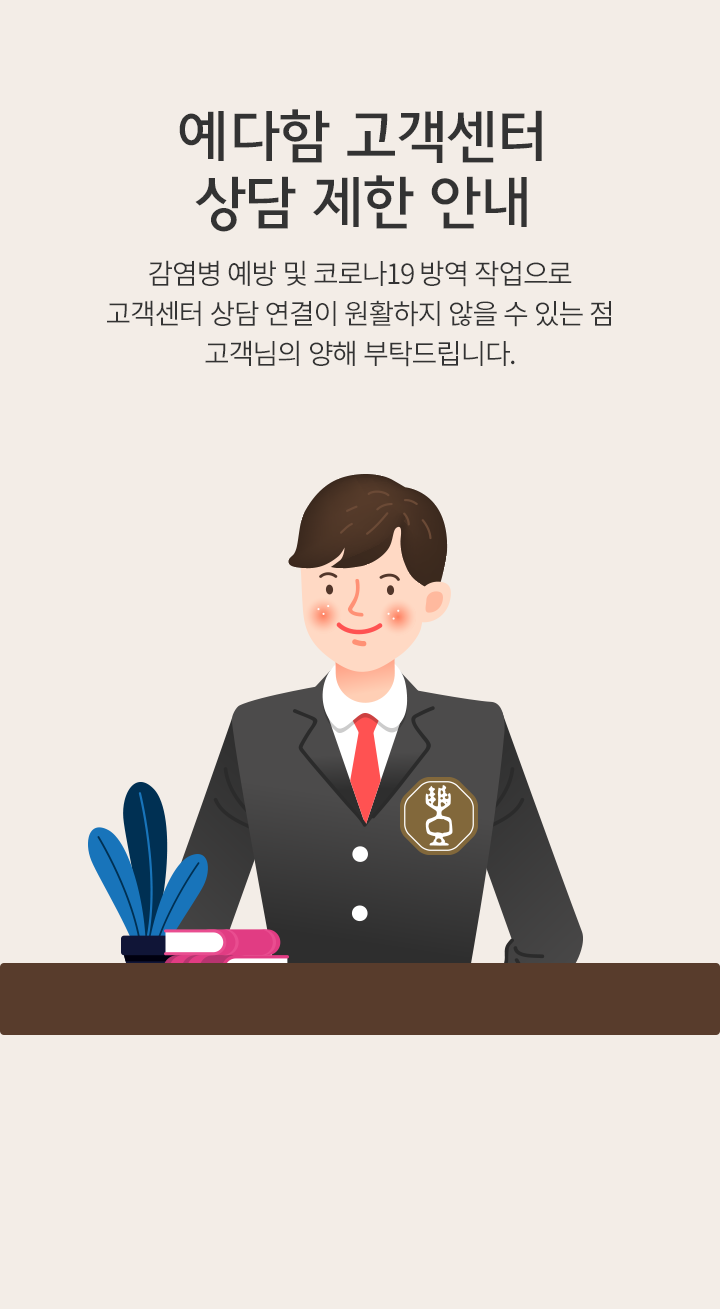 예다함 고객센터
상담 제한 안내
감염병 예방 및 코로나19 방역 작업으로
고객센터 상담 연결이 원활하지 않을 수 있는 점
고객님의 양해 부탁드립니다.